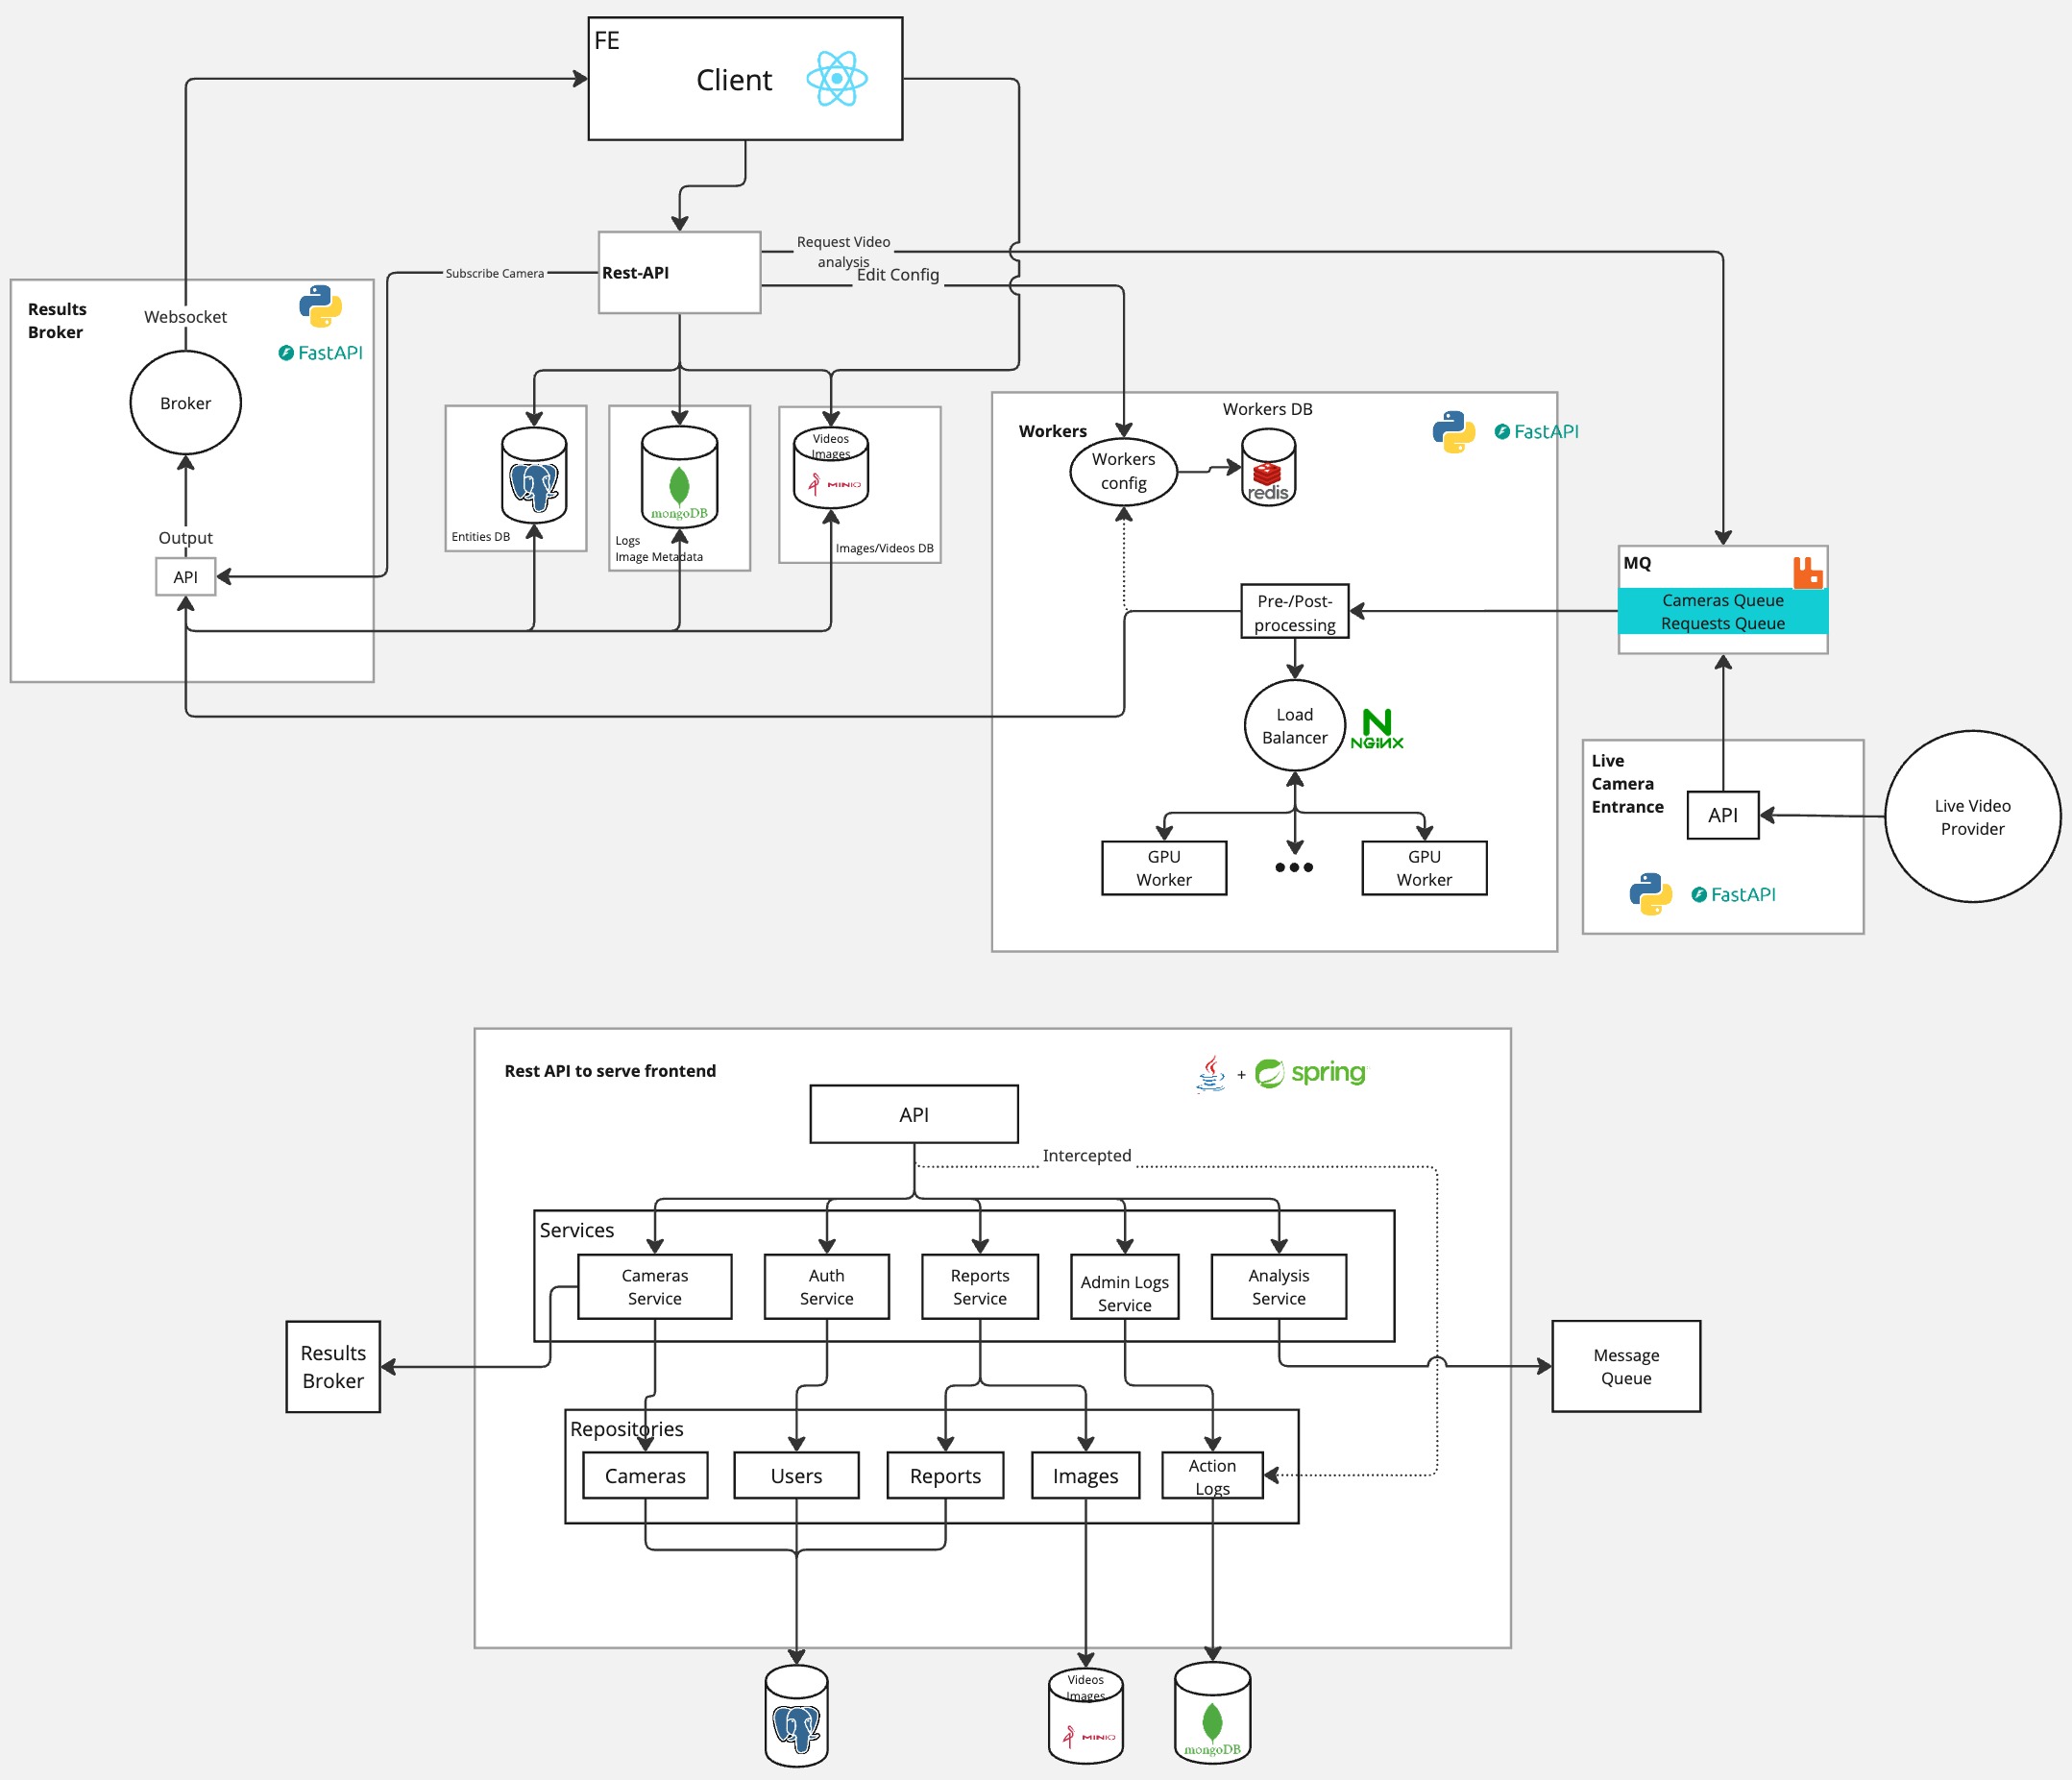 FE
Client
Rest-API
Request Video
analysis
Edit Config
Subscribe Camera
Results
Broker
FastAPI
Websocket
Broker
Output
API
Entities DB
mongoDB
Logs
Image Metadata
Videos
Images
MINIO
Images/Videos DB
Workers
Workers DB
FastAPI
Workers
config
redis
Pre-/Post-
processing
Load
Balancer
NGINX
GPU
Worker
GPU
Worker
MQ
Cameras Queue
Requests Queue
Live
Camera
Entrance
API
FastAPI
Live Video
Provider
Rest API to serve frontend
+
spring
API
Intercepted
Services
Cameras
Service
Auth
Service
Reports
Service
Admin Logs
Service
Analysis
Service
Results
Broker
Message
Queue
Repositories
Cameras
Users
Reports
Images
Action
Logs
Videos
Images
MINIO
mongoDB